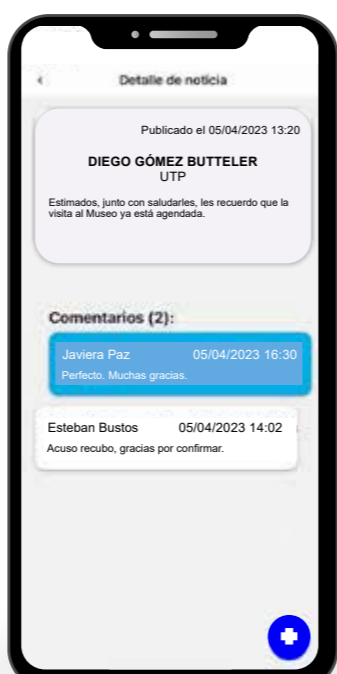 Detalle de noticia
Publicado el 05/04/2023 13:20
DIEGO GÓMEZ BUTTELER
UTP
Estimados, junto con saludarles, les recuerdo que la
visita al Museo ya está agendada.
Comentarios (2):
Javiera Paz 05/04/2023 16:30
Perfecto. Muchas gracias.
Esteban Bustos 05/04/2023 14:02
Acuso recubo, gracias por confirmar.